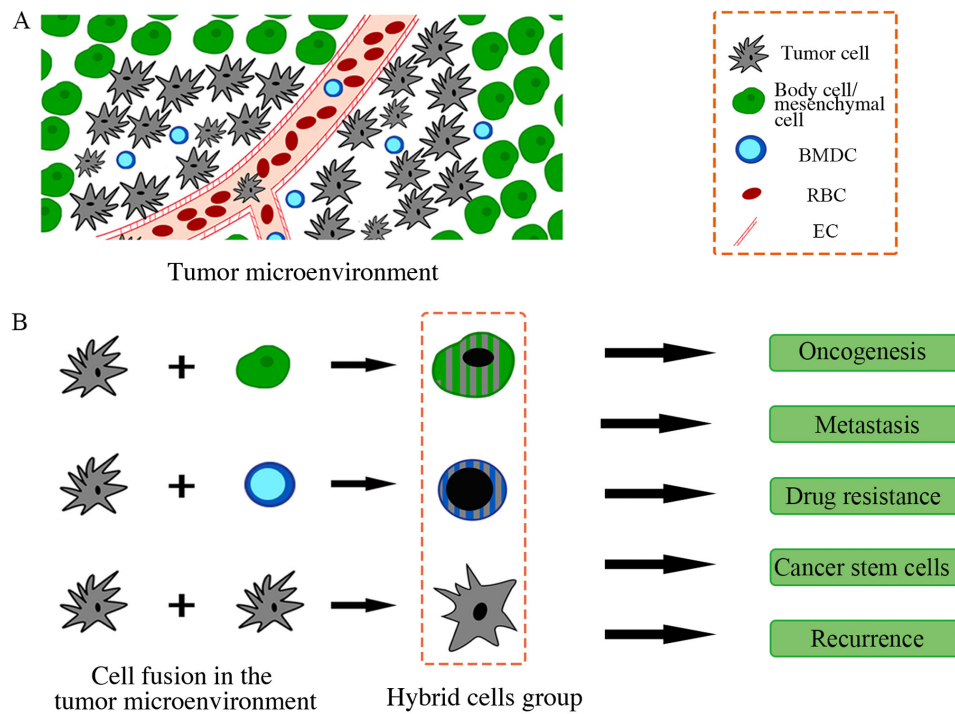 A
Tumor microenvironment
Tumor cell
Body cell/
mesenchymal
cell
BMDC
RBC
EC
B
Oncogenesis
Metastasis
Drug resistance
Cancer stem cells
Recurrence
Cell fusion in the
tumor microenvironment
Hybrid cells group